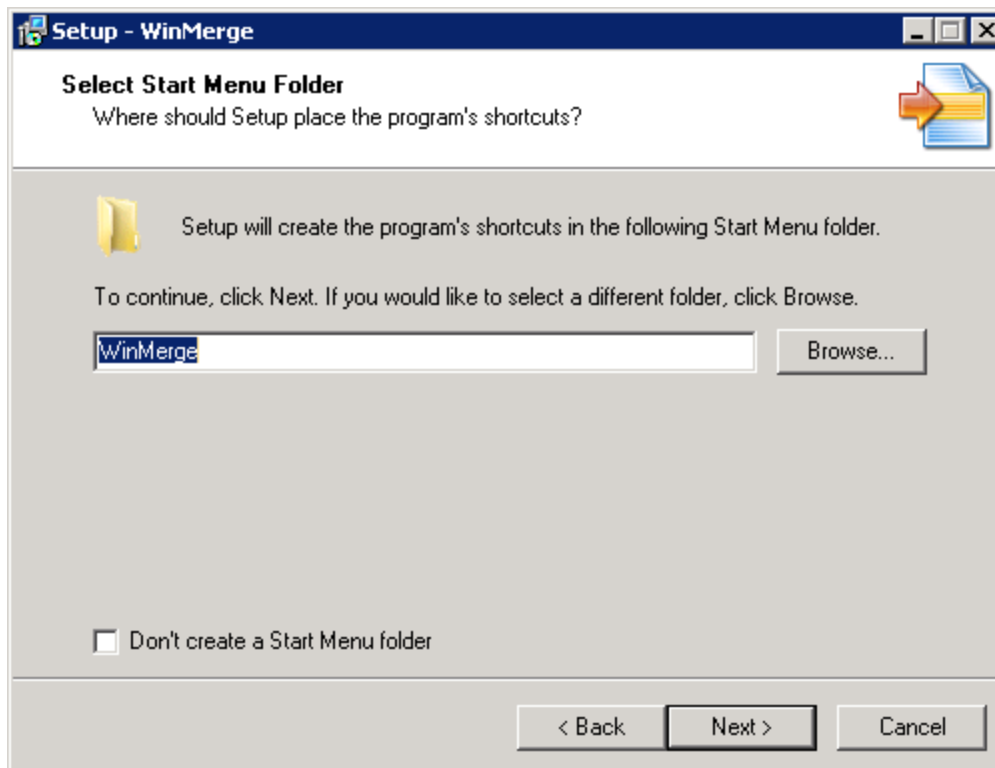 Setup - WinMerge
Select Start Menu Folder
Where should Setup place the program's shortcuts?
Setup will create the program's shortcuts in the following Start Menu folder.
To continue, click Next. If you would like to select a different folder, click Browse.
WinMerge
Browse...
Don't create a Start Menu folder
< Back
Next >
Cancel